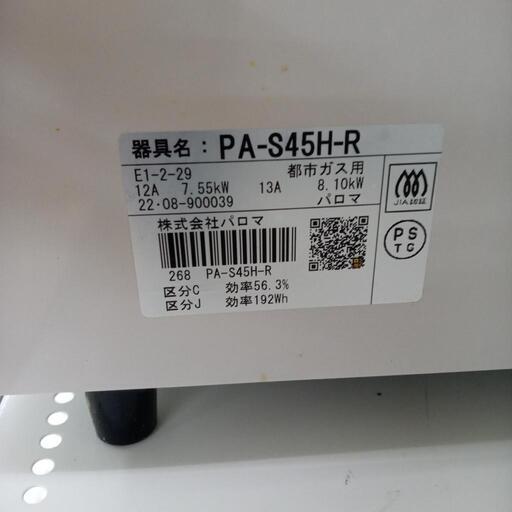 器具名：PA-S45H-R
E1-2-29 都市ガス用
12A 7.55kW 13A 8.10kW
22・08-900039 パロマ
JIA認証
株式会社パロマ
PS
TG
268 PA-S45H-R
区分C 効率56.3%
区分J 効率192Wh